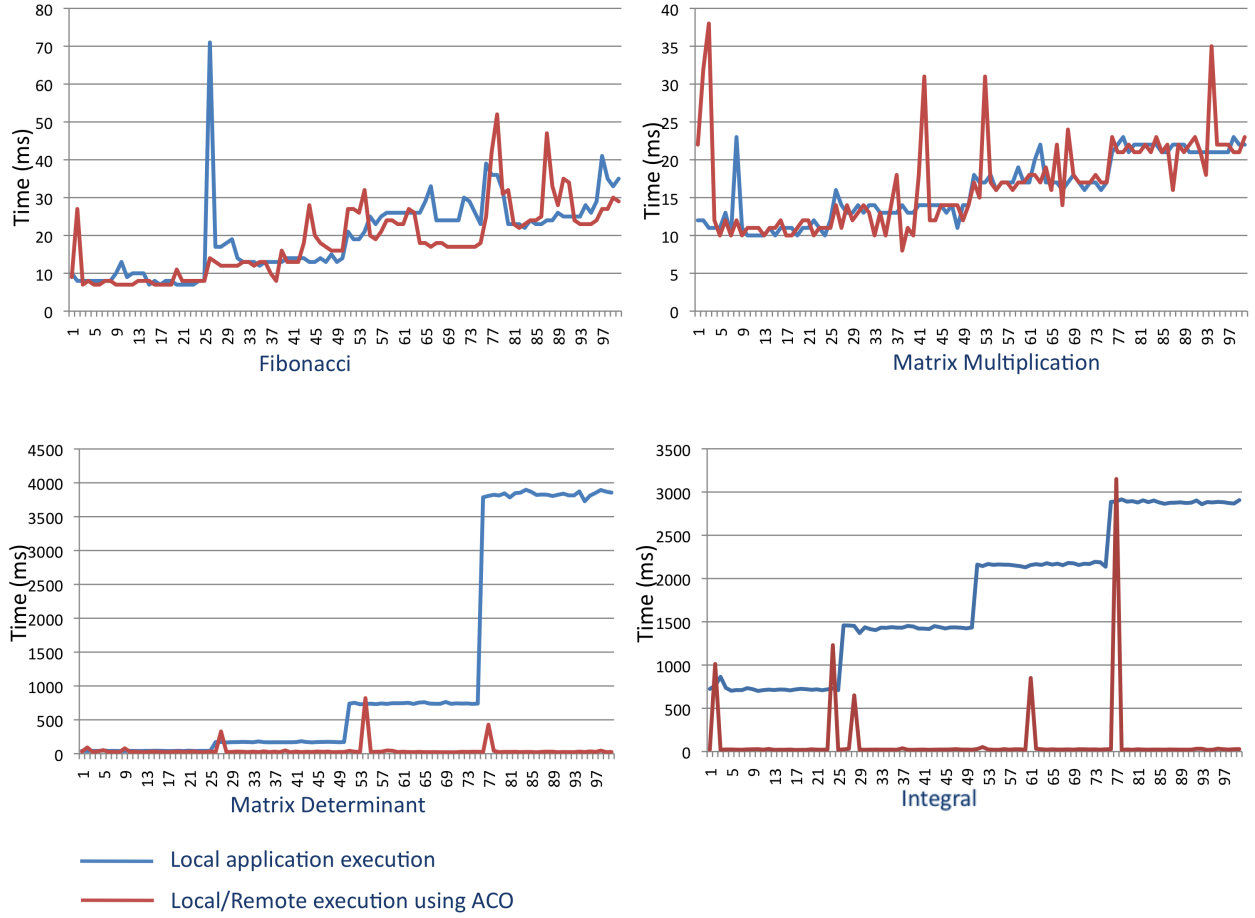 80
70
60
50
40
30
20
10
0
Time (ms)
1 5 9 13 17 21 25 29 33 37 41 45 49 53 57 61 65 69 73 77 81 85 89 93 97
Fibonacci
40
35
30
25
20
15
10
5
0
Time (ms)
1 5 9 13 17 21 25 29 33 37 41 45 49 53 57 61 65 69 73 77 81 85 89 93 97
Matrix Multiplication
4500
4000
3500
3000
2500
2000
1500
1000
500
0
Time (ms)
1 5 9 13 17 21 25 29 33 37 41 45 49 53 57 61 65 69 73 77 81 85 89 93 97
Matrix Determinant
3500
3000
2500
2000
1500
1000
500
0
Time (ms)
1 5 9 13 17 21 25 29 33 37 41 45 49 53 57 61 65 69 73 77 81 85 89 93 97
Integral
Local application execution
Local/Remote execution using ACO